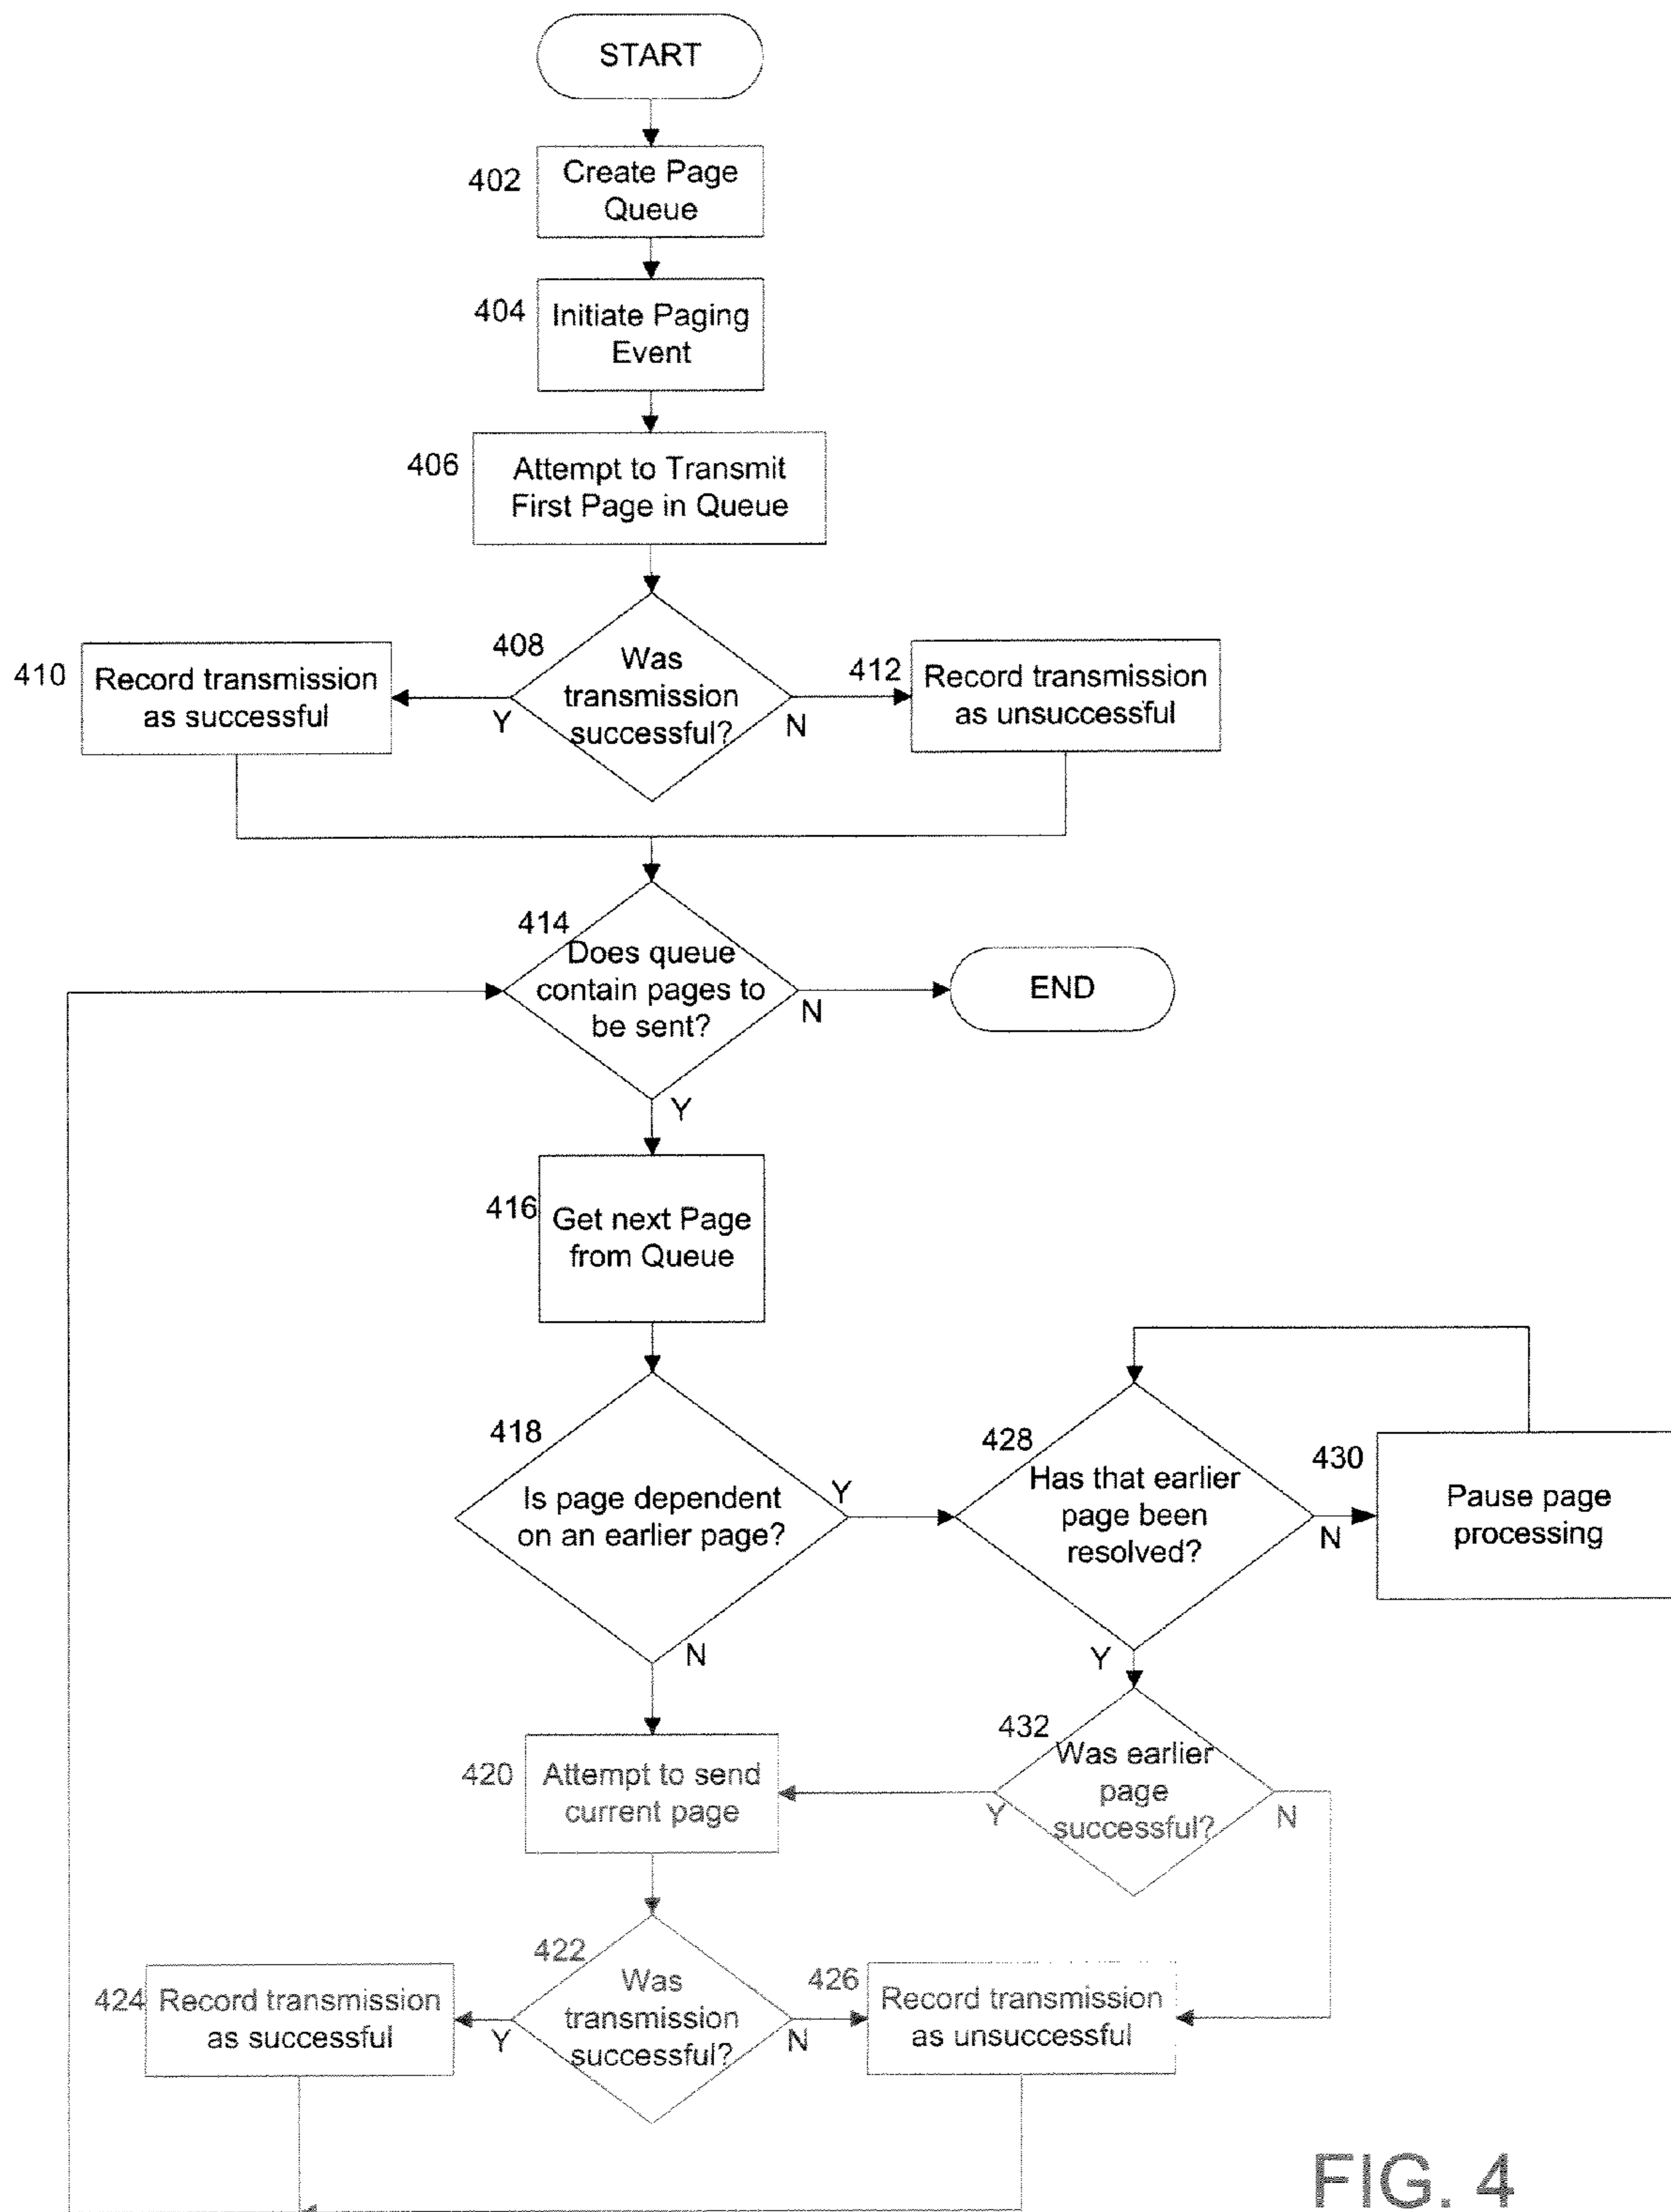 START
402
Create Page
Queue
404
Initiate Paging
Event
406
Attempt to Transmit
First Page in Queue
408
Was
transmission
successful?
Y
N
410
Record transmission
as successful
412
Record transmission
as unsuccessful
414
Does queue
contain pages to
be sent?
N
END
Y
416
Get next Page
from Queue
418
Is page dependent
on an earlier page?
Y
N
428
Has that earlier
page been
resolved?
N
Y
430
Pause page
processing
432
Was earlier
page
successful?
Y
N
420
Attempt to send
current page
422
Was
transmission
successful?
Y
N
424
Record transmission
as successful
426
Record transmission
as unsuccessful
FIG. 4